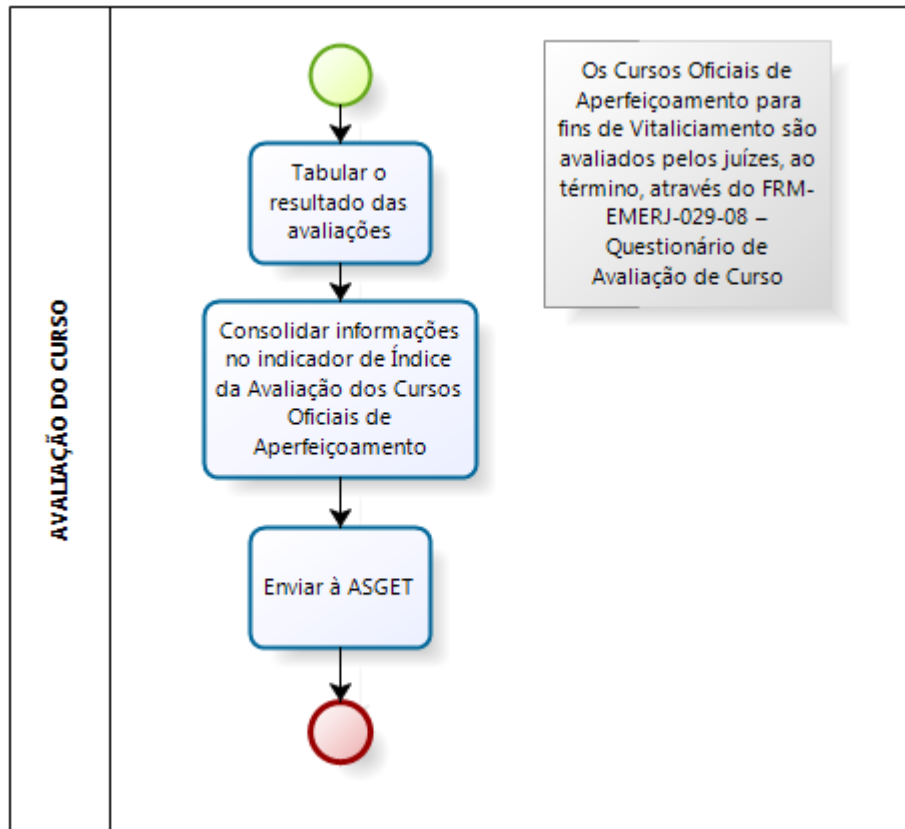 AVALIAÇÃO DO CURSO
Tabular o
resultado das
avaliações
Consolidar informações
no indicador de Índice
da Avaliação dos Cursos
Oficiais de
Aperfeiçoamento
Enviar à ASGET
Os Cursos Oficiais de
Aperfeiçoamento para
fins de Vitaliciamento são
avaliados pelos juízes, ao
término, através do FRM-
EMERJ-029-08 –
Questionário de
Avaliação de Curso